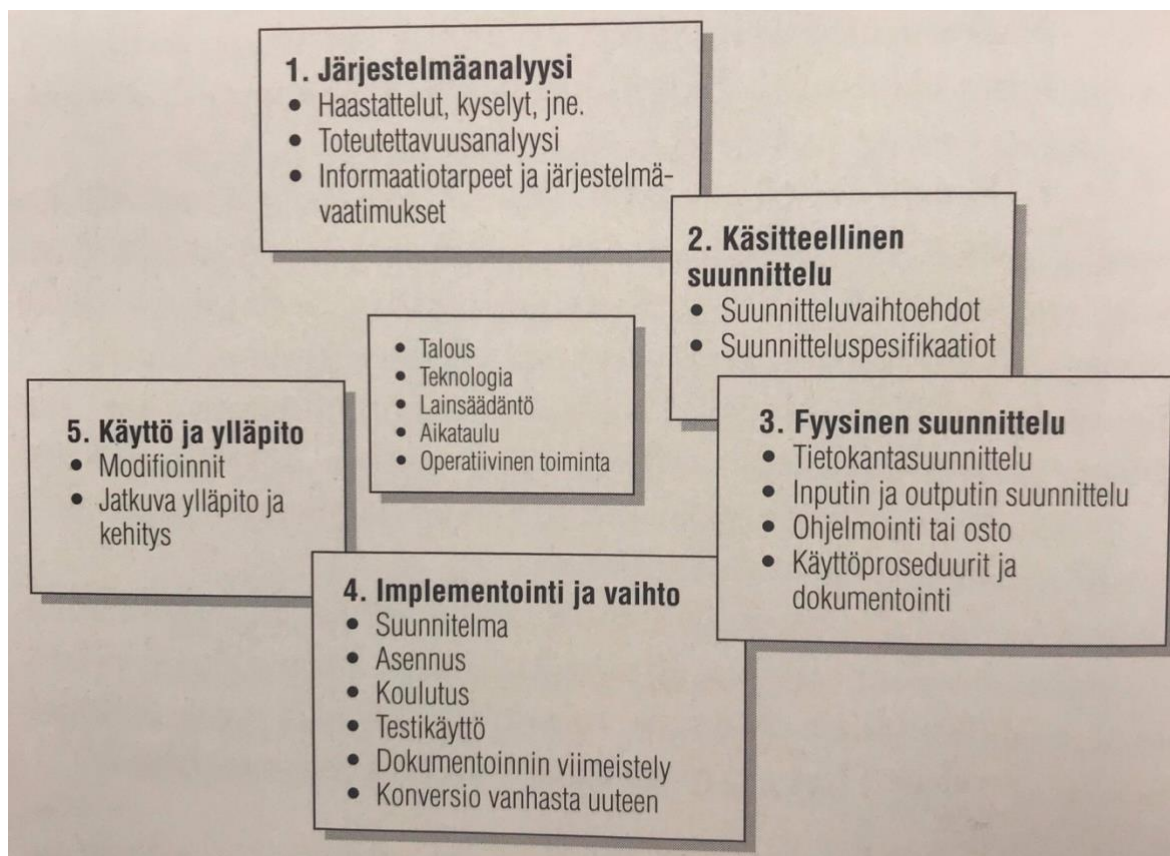 1. Järjestelmäanalyysi
• Haastattelut, kyselyt, jne.
• Toteutettavuusanalyysi
• Informaatiotarpeet ja järjestelmä-
vaatimukset
2. Käsitteellinen
suunnittelu
• Suunnitteluvaihtoehdot
• Suunnitteluspesifikaatiot
• Talous
• Teknologia
• Lainsäädäntö
• Aikataulu
• Operatiivinen toiminta
3. Fyysinen suunnittelu
• Tietokantasuunnittelu
• Inputin ja outputin suunnittelu
• Ohjelmointi tai osto
• Käyttöproseduurit ja
dokumentointi
4. Implementointi ja vaihto
• Suunnitelma
• Asennus
• Koulutus
• Testikäyttö
• Dokumentoinnin viimeistely
• Konversio vanhasta uuteen
5. Käyttö ja ylläpito
• Modifioinnit
• Jatkuva ylläpito ja
kehitys